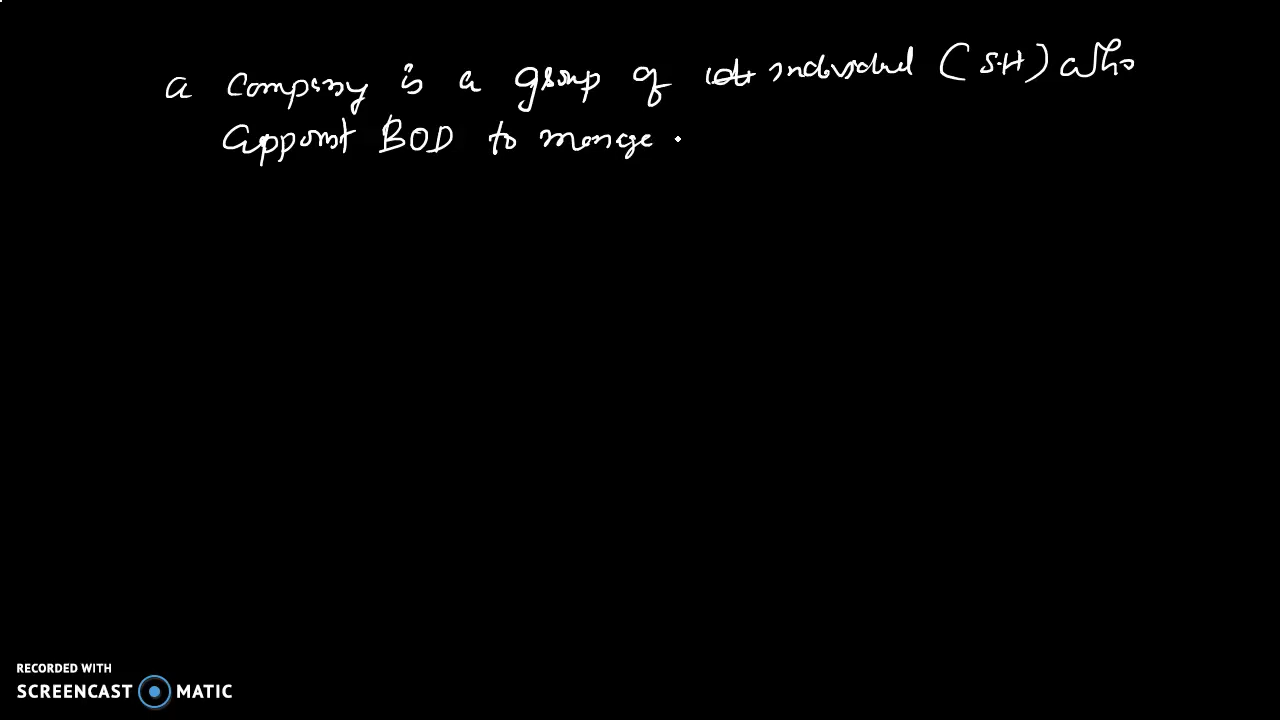 a company is a group of individual (S.H) who
appoint BOD to manage .
RECORDED WITH
SCREENCAST MATIC